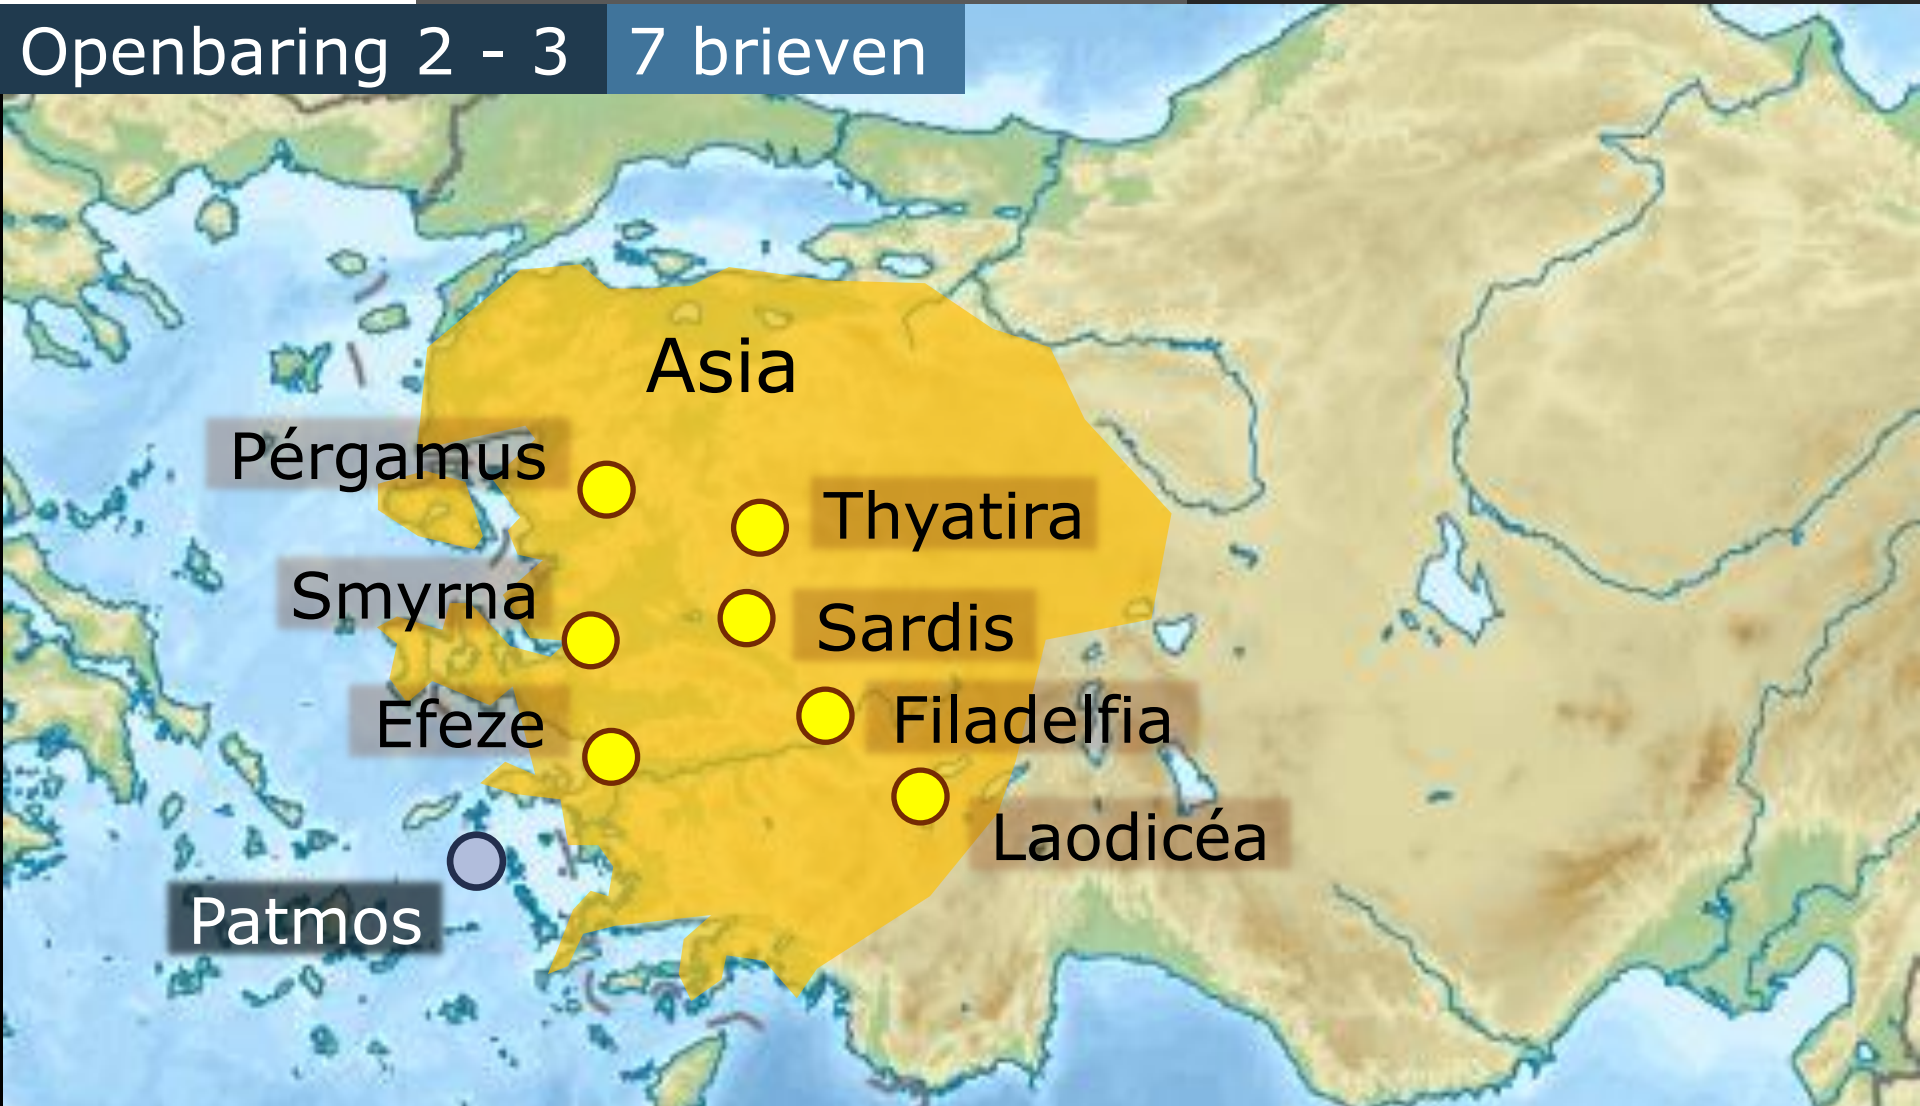 Openbaring 2 - 3 7 brieven
Asia
Pérgamus
Thyatira
Smyrna
Sardis
Efeze
Filadelfia
Laodicéa
Patmos